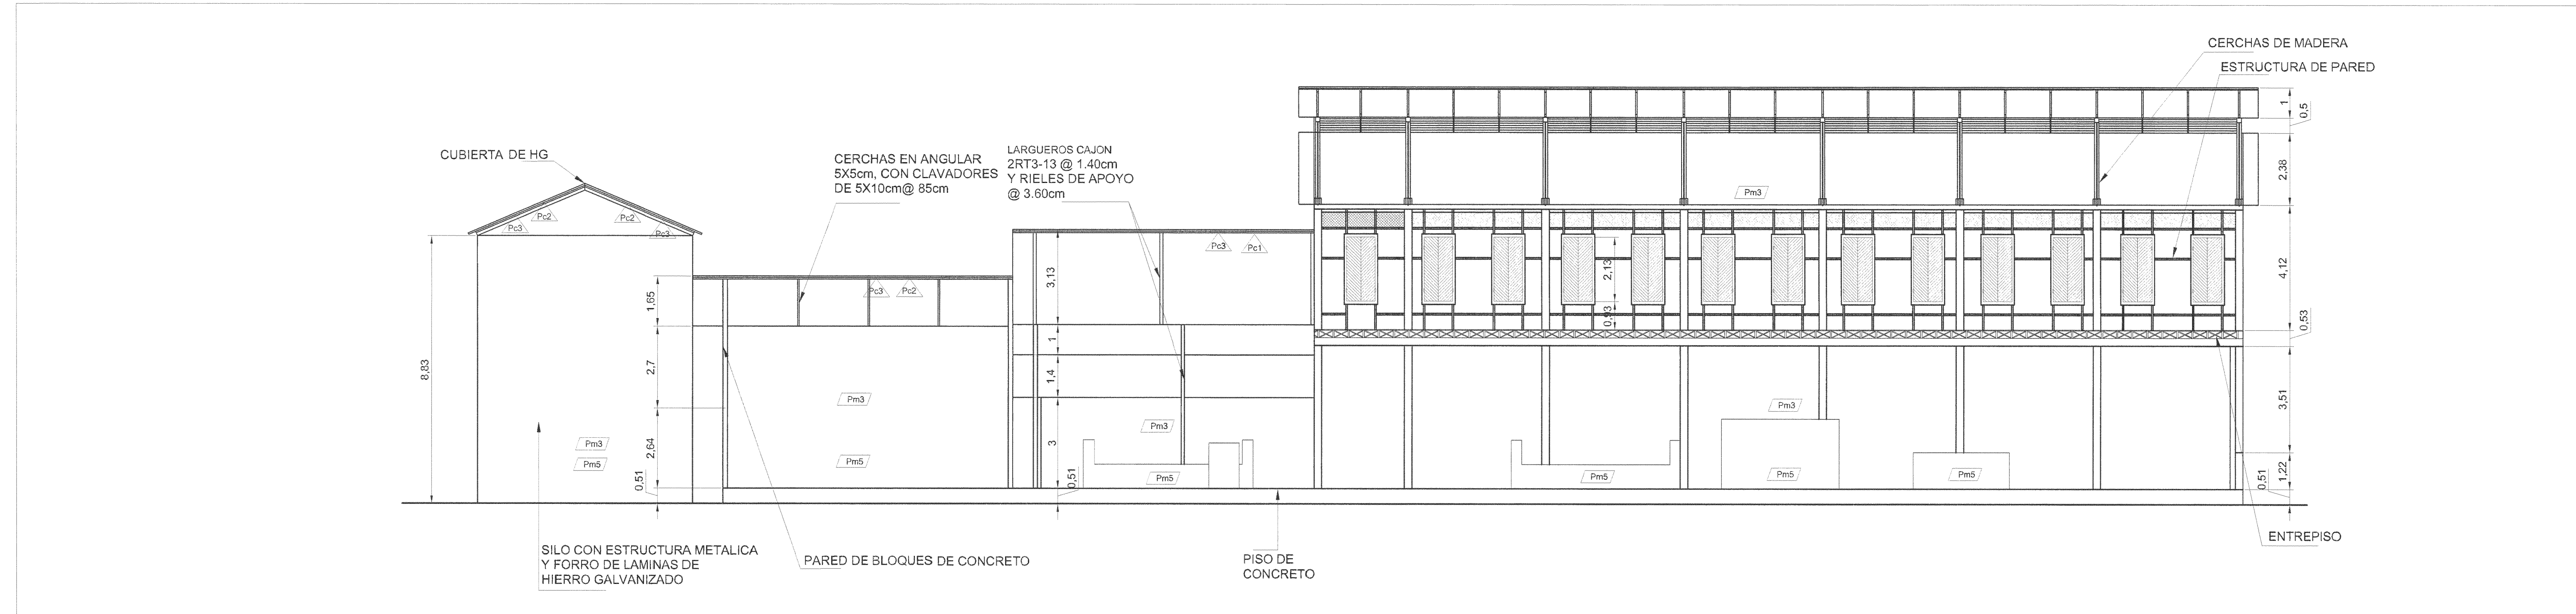 CERCHAS DE MADERA
ESTRUCTURA DE PARED
1
0,5
2,38
4,12
0,53
3,51
1,22
0,51
CUBIERTA DE HG
CERCHAS EN ANGULAR
5X5cm, CON CLAVADORES
DE 5X10cm@ 85cm
LARGUEROS CAJON
2RT3-13 @ 1.40cm
Y RIELES DE APOYO
@ 3.60cm
Pc2
Pc2
Pc3
Pc3
8,83
Pm3
Pm5
1,65
2,7
2,64
0,51
Pc3
Pc2
Pm3
Pm5
3,13
1
1,4
3
0,51
Pc3
Pc1
Pm3
Pm5
Pm3
2,13
0,93
Pm3
Pm5
Pm5
Pm5
SILO CON ESTRUCTURA METALICA
Y FORRO DE LAMINAS DE
HIERRO GALVANIZADO
PARED DE BLOQUES DE CONCRETO
PISO DE
CONCRETO
ENTREPISO